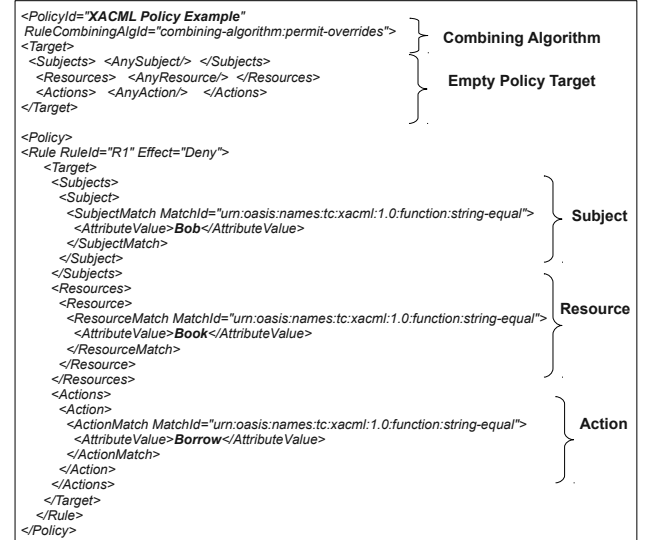 <PolicyId="XACML Policy Example"
RuleCombiningAlgId="combining-algorithm:permit-overrides">
Combining Algorithm
<Target>
<Subjects> <AnySubject/> </Subjects>
<Resources> <AnyResource/> </Resources>
Empty Policy Target
<Actions> <AnyAction/> </Actions>
</Target>
<Policy>
<Rule RuleId="R1" Effect="Deny">
<Target>
<Subjects>
<Subject>
<SubjectMatch MatchId="urn:oasis:names:tc:xacml:1.0:function:string-equal">
Subject
<AttributeValue>Bob</AttributeValue>
</SubjectMatch>
</Subject>
</Subjects>
<Resources>
<Resource>
<ResourceMatch MatchId="urn:oasis:names:tc:xacml:1.0:function:string-equal">
Resource
<AttributeValue>Book</AttributeValue>
</ResourceMatch>
</Resource>
</Resources>
<Actions>
<Action>
<ActionMatch MatchId="urn:oasis:names:tc:xacml:1.0:function:string-equal">
Action
<AttributeValue>Borrow</AttributeValue>
</ActionMatch>
</Action>
</Actions>
</Target>
</Rule>
</Policy>